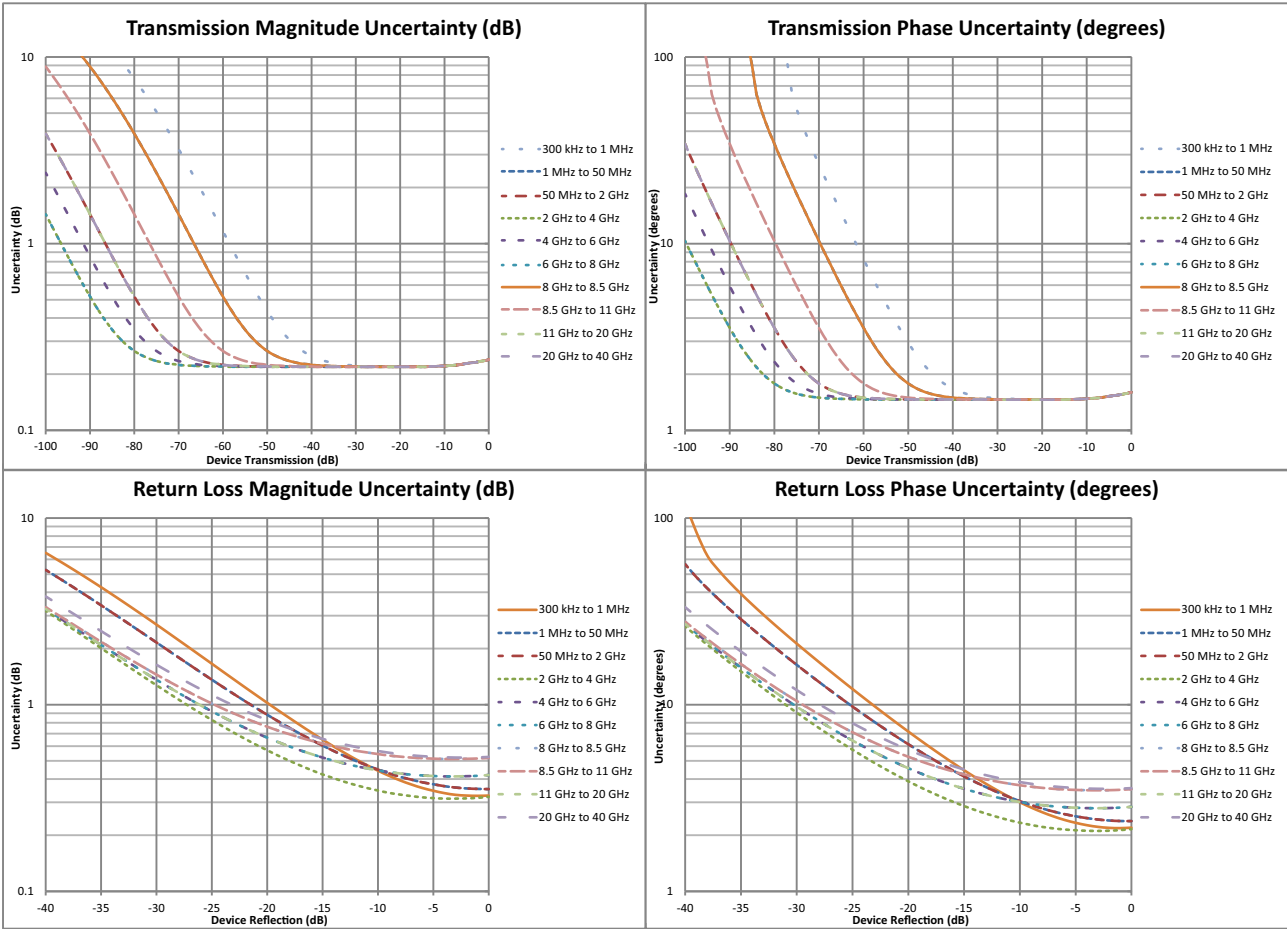 Transmission Magnitude Uncertainty (dB)
Uncertainty (dB)
10
1
0.1
-100 -90 -80 -70 -60 -50 -40 -30 -20 -10 0
Device Transmission (dB)
300 kHz to 1 MHz
1 MHz to 50 MHz
50 MHz to 2 GHz
2 GHz to 4 GHz
4 GHz to 6 GHz
6 GHz to 8 GHz
8 GHz to 8.5 GHz
8.5 GHz to 11 GHz
11 GHz to 20 GHz
20 GHz to 40 GHz
Transmission Phase Uncertainty (degrees)
Uncertainty (degrees)
100
10
1
-100 -90 -80 -70 -60 -50 -40 -30 -20 -10 0
Device Transmission (dB)
300 kHz to 1 MHz
1 MHz to 50 MHz
50 MHz to 2 GHz
2 GHz to 4 GHz
4 GHz to 6 GHz
6 GHz to 8 GHz
8 GHz to 8.5 GHz
8.5 GHz to 11 GHz
11 GHz to 20 GHz
20 GHz to 40 GHz
Return Loss Magnitude Uncertainty (dB)
Uncertainty (dB)
10
1
0.1
-40 -35 -30 -25 -20 -15 -10 -5 0
Device Reflection (dB)
300 kHz to 1 MHz
1 MHz to 50 MHz
50 MHz to 2 GHz
2 GHz to 4 GHz
4 GHz to 6 GHz
6 GHz to 8 GHz
8 GHz to 8.5 GHz
8.5 GHz to 11 GHz
11 GHz to 20 GHz
20 GHz to 40 GHz
Return Loss Phase Uncertainty (degrees)
Uncertainty (degrees)
100
10
1
-40 -35 -30 -25 -20 -15 -10 -5 0
Device Reflection (dB)
300 kHz to 1 MHz
1 MHz to 50 MHz
50 MHz to 2 GHz
2 GHz to 4 GHz
4 GHz to 6 GHz
6 GHz to 8 GHz
8 GHz to 8.5 GHz
8.5 GHz to 11 GHz
11 GHz to 20 GHz
20 GHz to 40 GHz